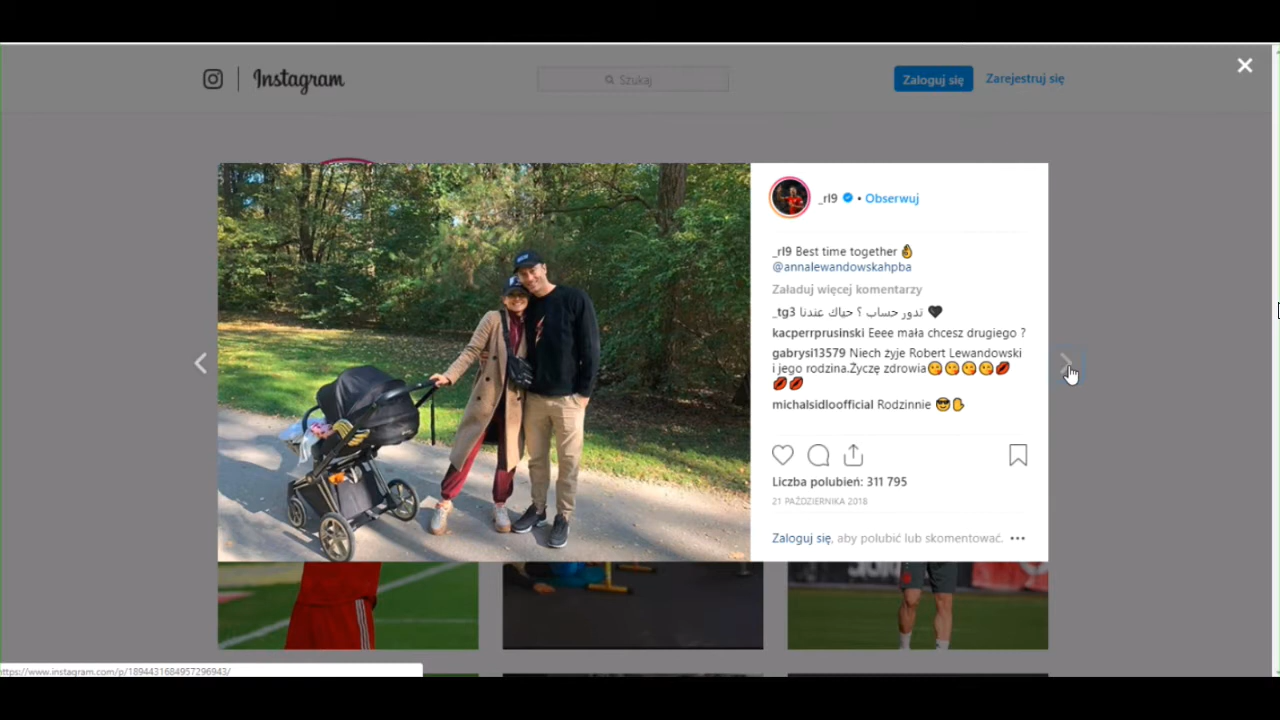 Instagram
Szukaj
Zaloguj się
Zarejestruj się
_rl9 • Obserwuj
_rl9 Best time together 👌
@annalewandowskahpba
Załaduj więcej komentarzy
_tg3 تدور حساب ؟ حياك عندنا 🖤
kacperrprusinski Eeee mała chcesz drugiego ?
gabrysi13579 Niech żyje Robert Lewandowski
i jego rodzina.Życzę zdrowia😋😋😋😋💋
💋💋
michalsidloofficial Rodzinnie 😎✋
Liczba polubień: 311 795
21 PAŹDZIERNIKA 2018
Zaloguj się, aby polubić lub skomentować.
https://www.instagram.com/p/1894431684957296943/